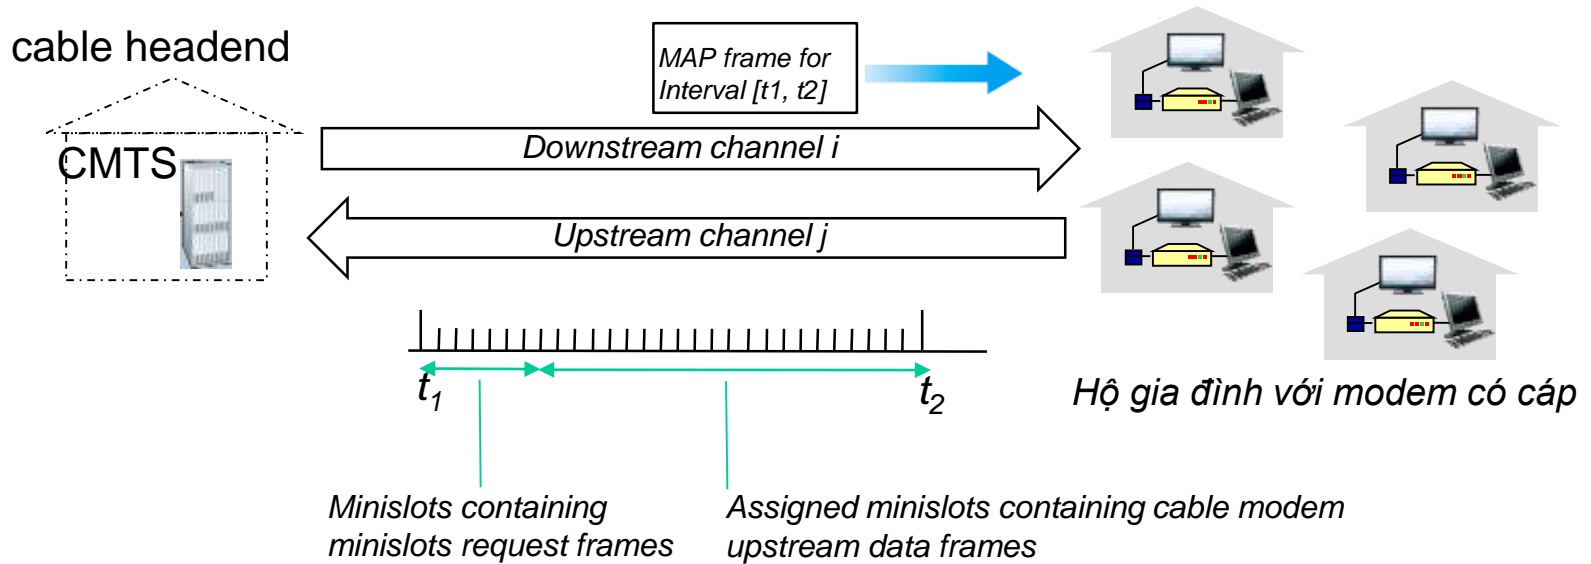 cable headend
CMTS
MAP frame for
Interval [t1, t2]
Downstream channel i
Upstream channel j
t1
t2
Hộ gia đình với modem có cáp
Minislots containing
minislots request frames
Assigned minislots containing cable modem
upstream data frames